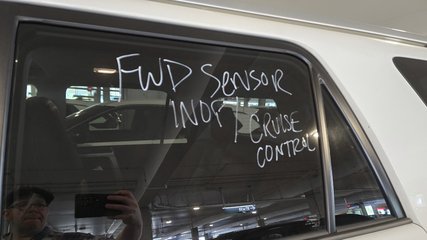 FWD SENSOR
INOP / CRUISE
CONTROL